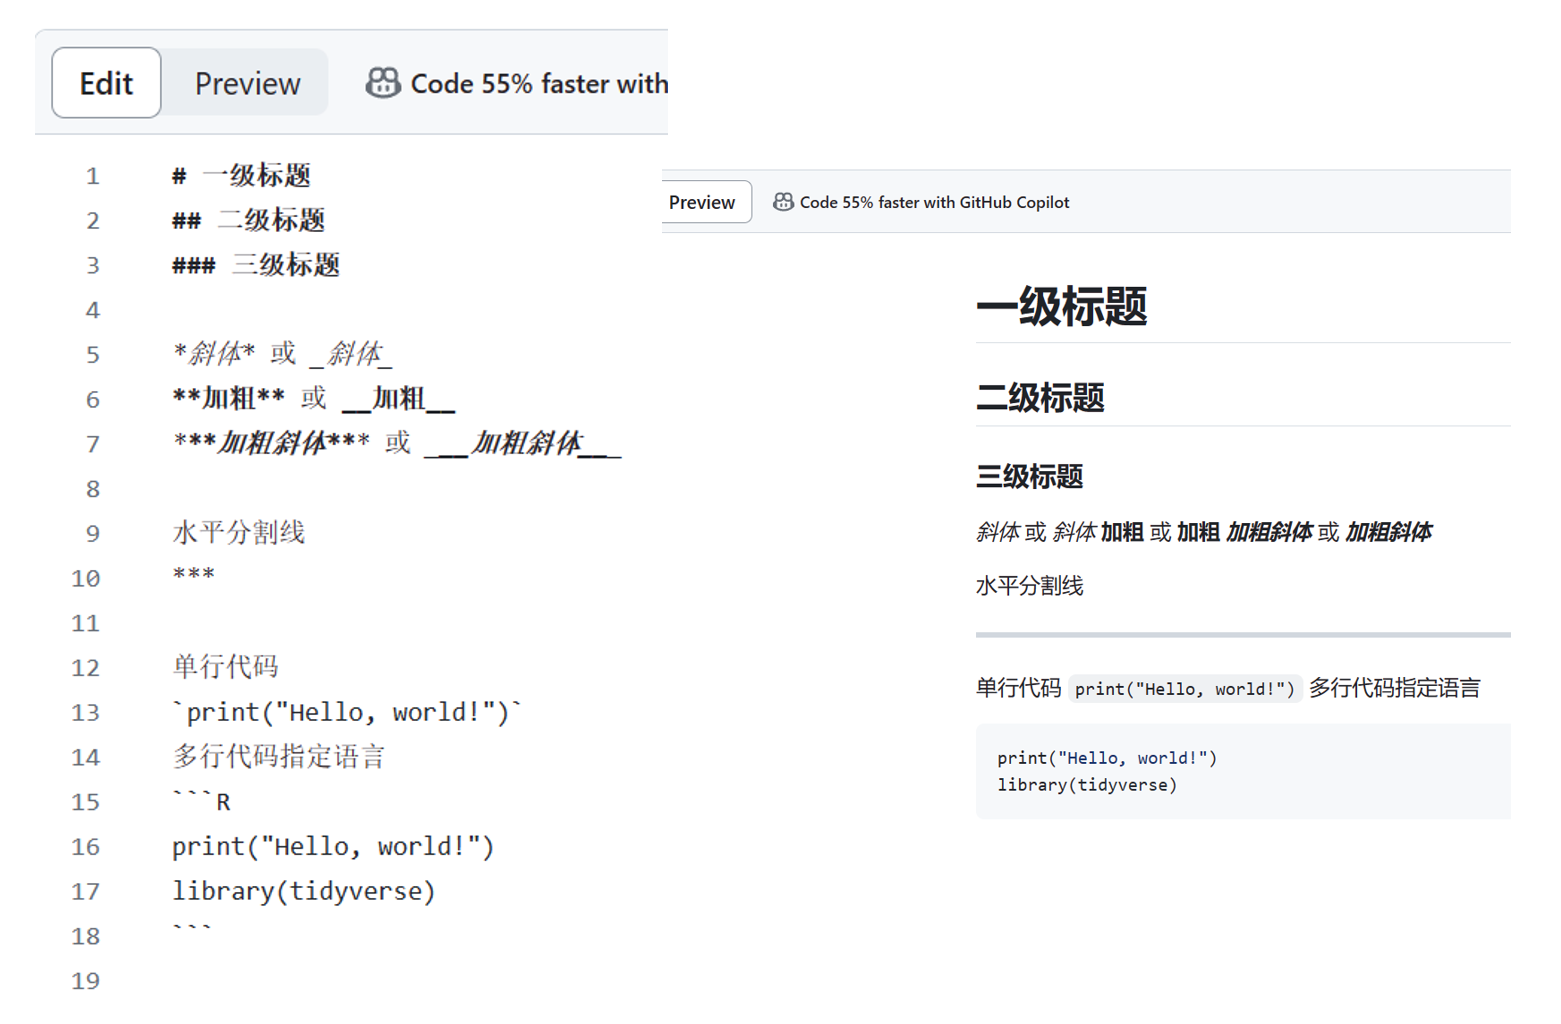 Edit Preview Code 55% faster with
1 # 一级标题
2 ## 二级标题
3 ### 三级标题
4
5 *斜体* 或 _斜体_
6 **加粗** 或 __加粗__
7 ***加粗斜体*** 或 ___加粗斜体___
8
9 水平分割线
10 ***
11
12 单行代码
13 `print("Hello, world!")`
14 多行代码指定语言
15 ```R
16 print("Hello, world!")
17 library(tidyverse)
18 ```
19
Preview Code 55% faster with GitHub Copilot
一级标题
二级标题
三级标题
斜体 或 斜体 加粗 或 加粗 加粗斜体 或 加粗斜体
水平分割线
单行代码 print("Hello, world!") 多行代码指定语言
print("Hello, world!")
library(tidyverse)